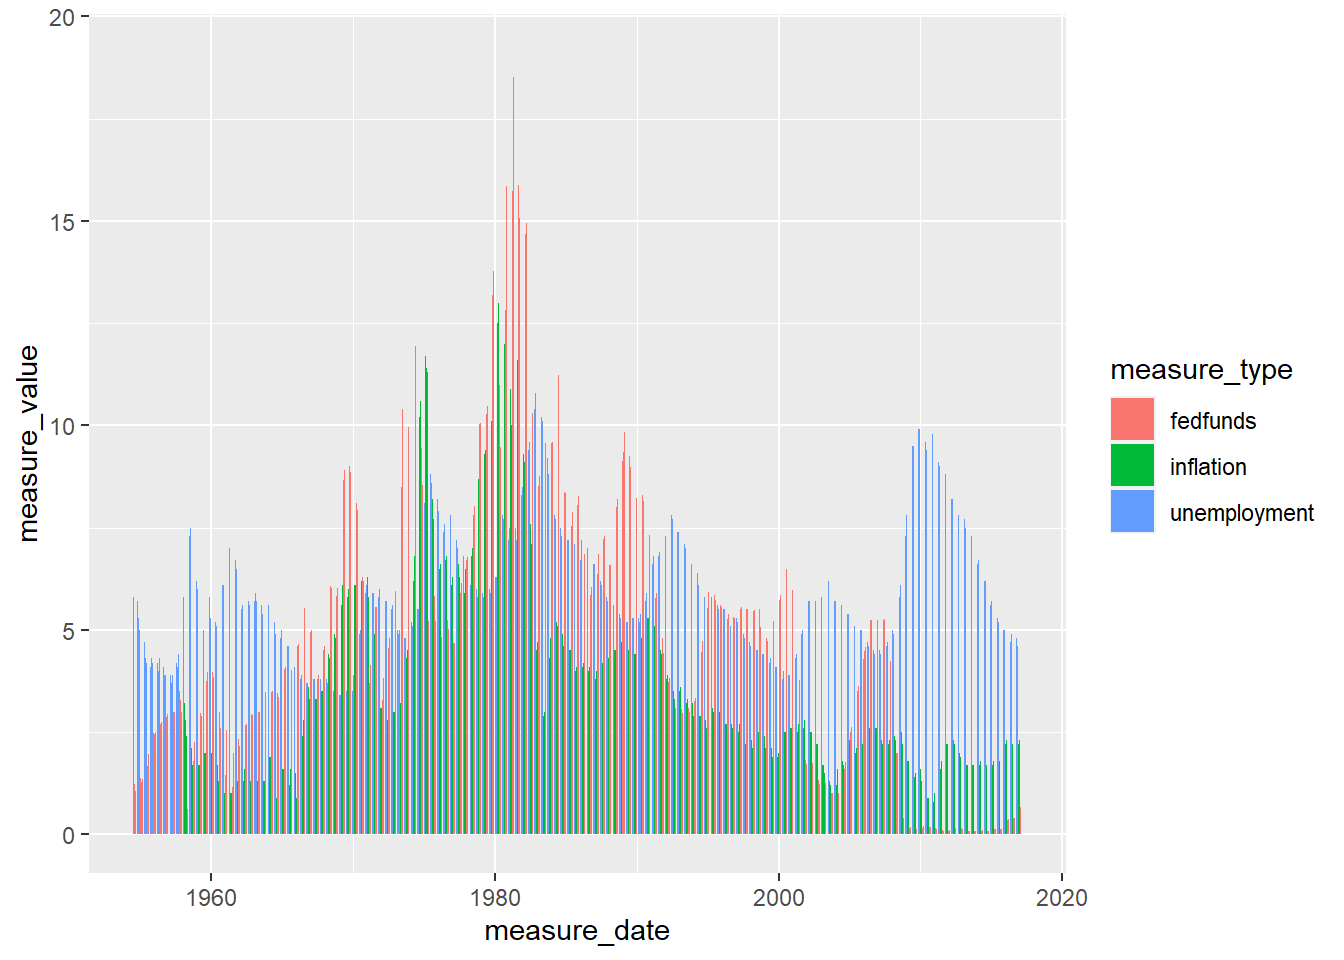 20
15
10
5
0
measure_value
1960
1980
2000
2020
measure_date
measure_type
fedfunds
inflation
unemployment